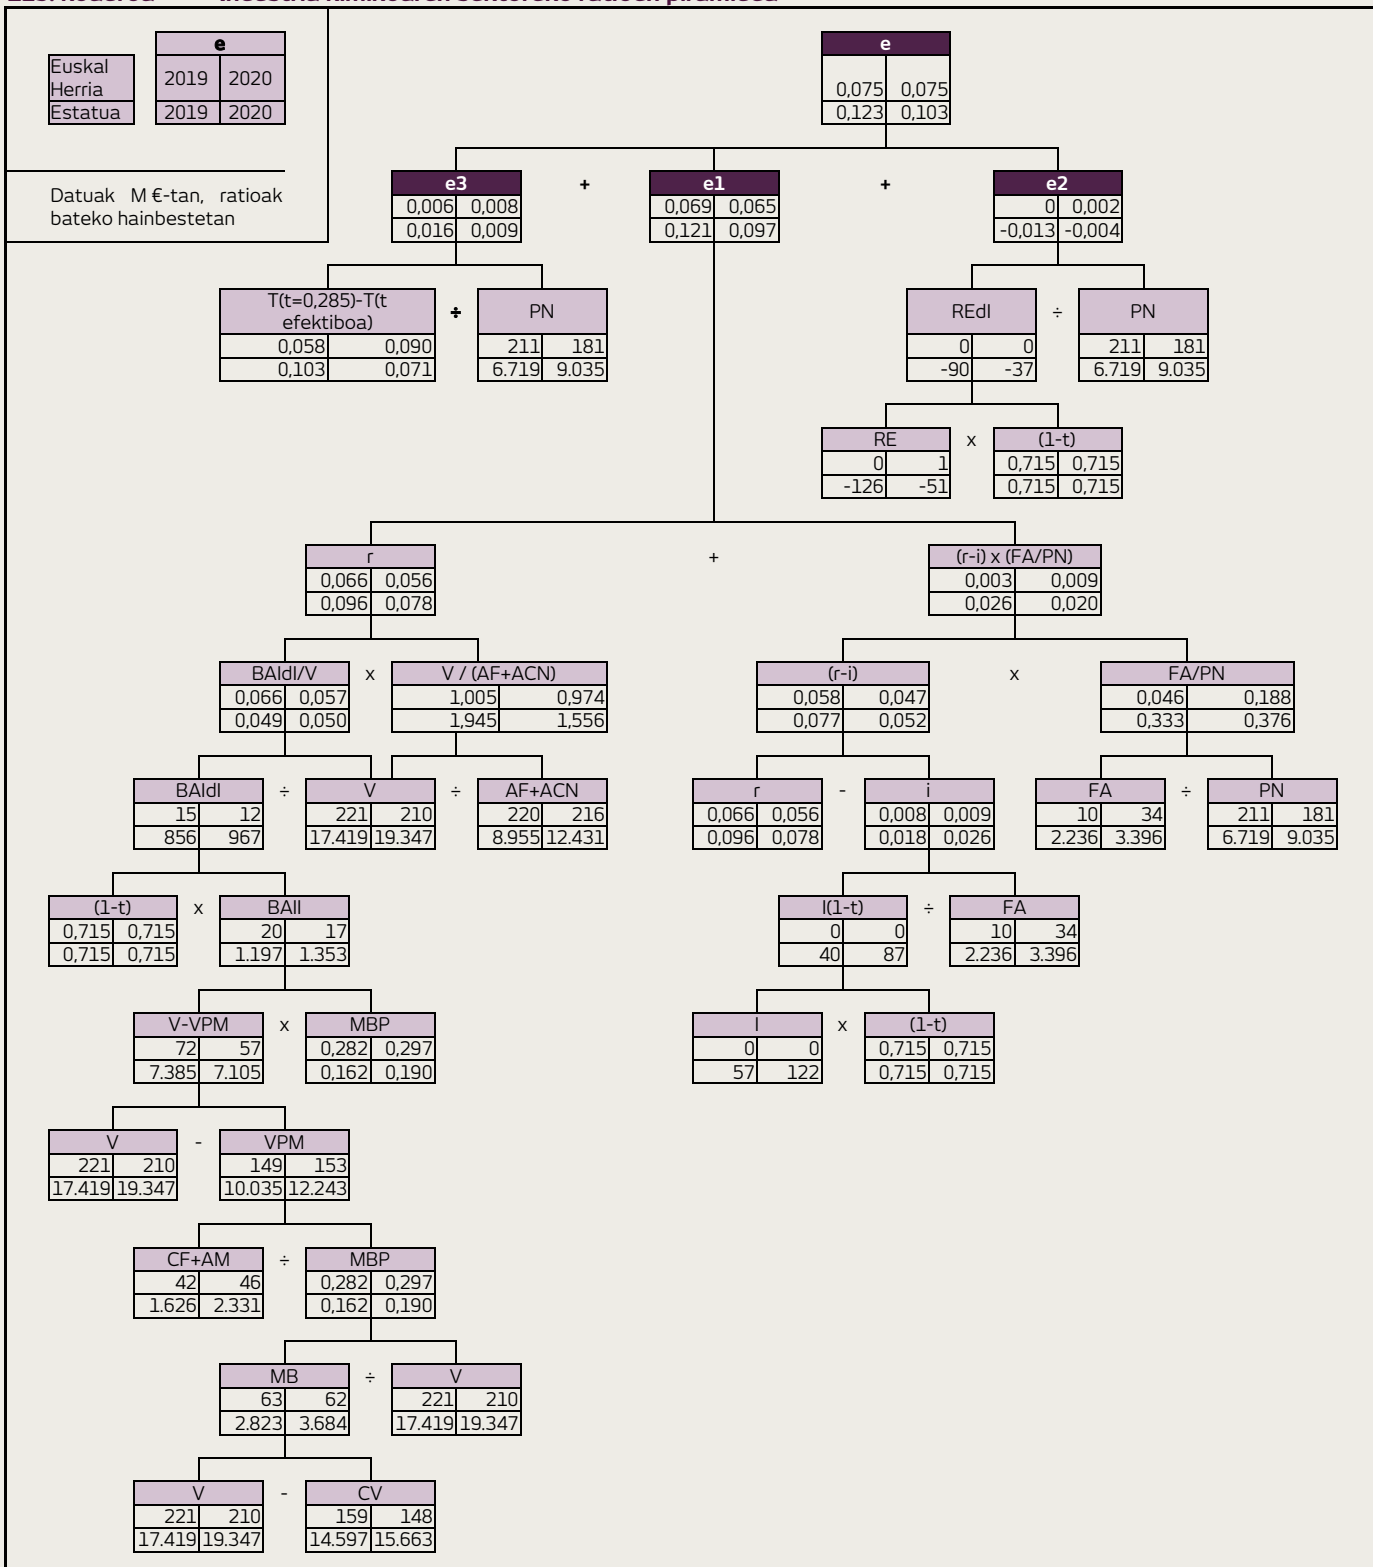 e
Euskal Herria 2019 2020
Estatua 2019 2020
Datuak M €-tan, ratioak
bateko hainbestetan
e
0,075 0,075
0,123 0,103
e3 + e1 + e2
0,006 0,008 0,069 0,065 0 0,002
0,016 0,009 0,121 0,097 -0,013 -0,004
T(t=0,285)-T(t efektiboa) ÷ PN REdI ÷ PN
0,058 0,090 211 181 0 0 211 181
0,103 0,071 6.719 9.035 -90 -37 6.719 9.035
RE x (1-t)
0 1 0,715 0,715
-126 -51 0,715 0,715
r + (r-i) x (FA/PN)
0,066 0,056 0,003 0,009
0,096 0,078 0,026 0,020
BAIdI/V x V / (AF+ACN) (r-i) x FA/PN
0,066 0,057 1,005 0,974 0,058 0,047 0,046 0,188
0,049 0,050 1,945 1,556 0,077 0,052 0,333 0,376
BAIdI ÷ V ÷ AF+ACN r - i FA ÷ PN
15 12 221 210 220 216 0,066 0,056 0,008 0,009 10 34 211 181
856 967 17.419 19.347 8.955 12.431 0,096 0,078 0,018 0,026 2.236 3.396 6.719 9.035
(1-t) x BAII I(1-t) ÷ FA
0,715 0,715 20 17 0 0 10 34
0,715 0,715 1.197 1.353 40 87 2.236 3.396
V-VPM x MBP I x (1-t)
72 57 0,282 0,297 0 0 0,715 0,715
7.385 7.105 0,162 0,190 57 122 0,715 0,715
V - VPM
221 210 149 153
17.419 19.347 10.035 12.243
CF+AM ÷ MBP
42 46 0,282 0,297
1.626 2.331 0,162 0,190
MB ÷ V
63 62 221 210
2.823 3.684 17.419 19.347
V - CV
221 210 159 148
17.419 19.347 14.597 15.663